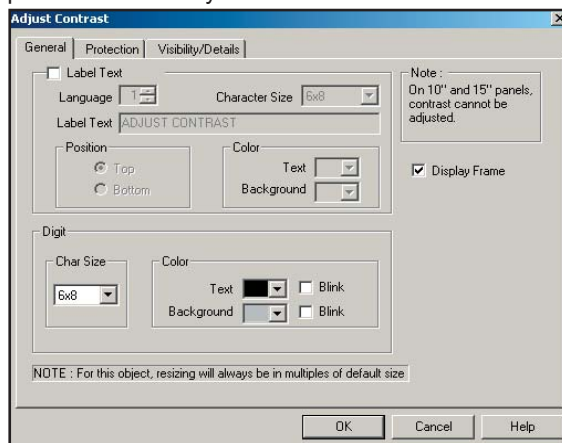 Adjust Contrast
General Protection Visibility/Details
Label Text
Language 1 Character Size 6x8
Label Text ADJUST CONTRAST
Position
Top
Bottom
Color
Text
Background
Note :
On 10" and 15" panels,
contrast cannot be
adjusted.
Display Frame
Digit
Char Size
6x8
Color
Text Blink
Background Blink
NOTE : For this object, resizing will always be in multiples of default size
OK Cancel Help